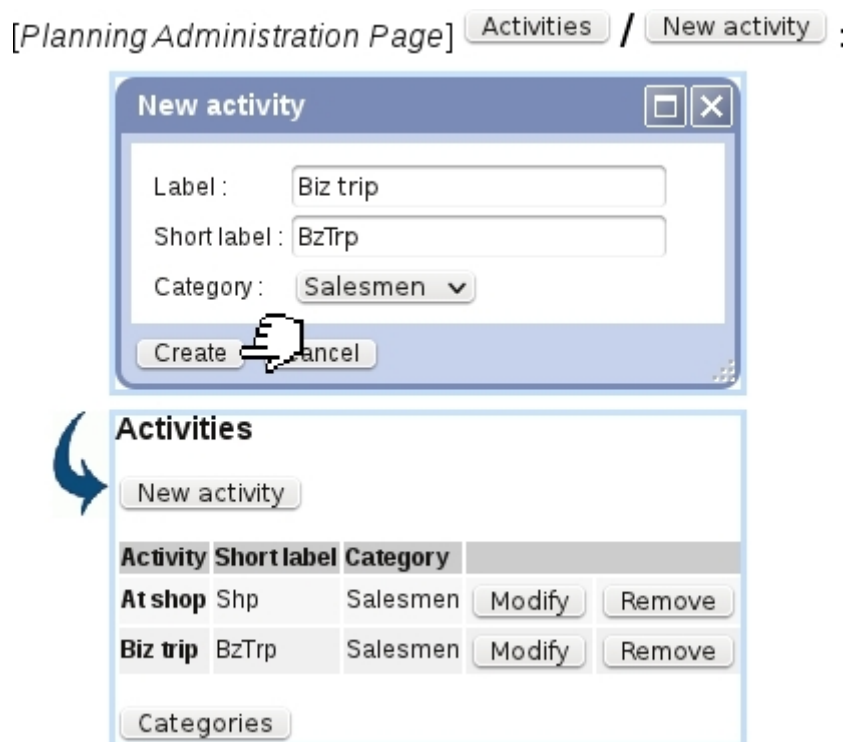 [Planning Administration Page] Activities / New activity :
New activity
Label : Biz trip
Short label : BzTrp
Category : Salesmen
Create Cancel
Activities
New activity
Activity Short label Category
At shop Shp Salesmen Modify Remove
Biz trip BzTrp Salesmen Modify Remove
Categories